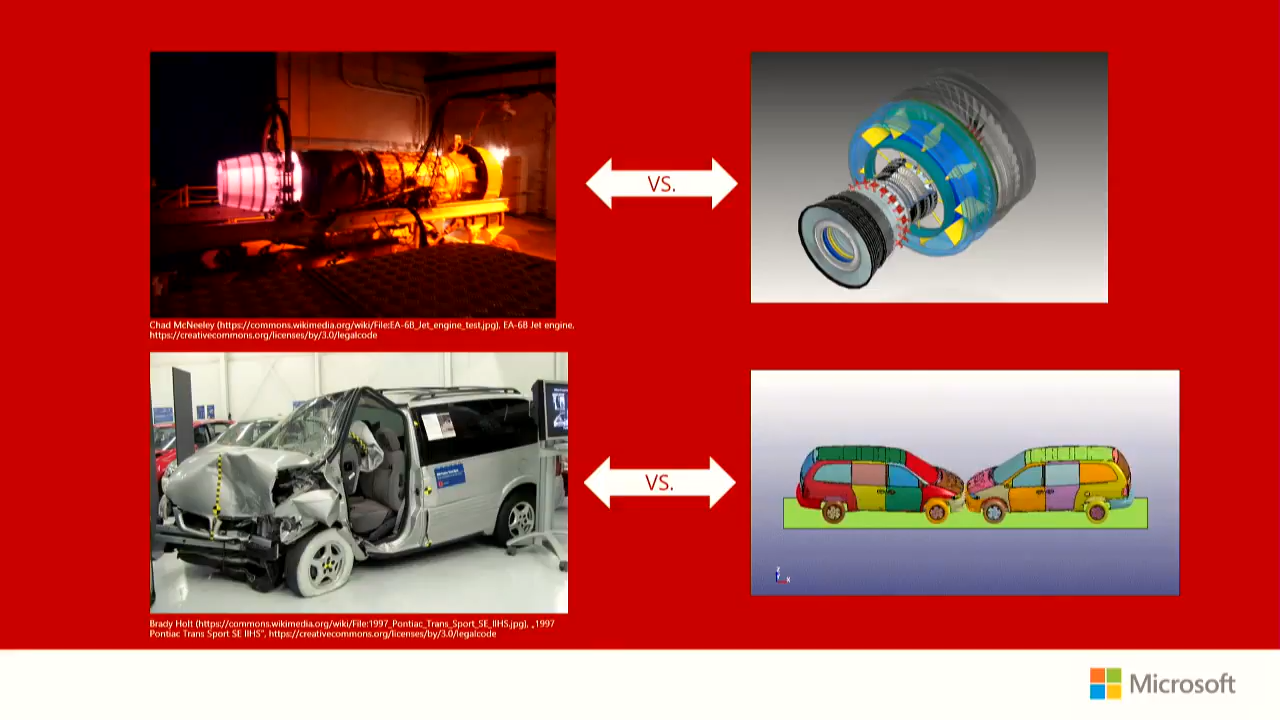 VS.
Chad McNeeley (https://commons.wikimedia.org/wiki/File:EA-6B_Jet_engine_test.jpg), EA-6B Jet engine,
https://creativecommons.org/licenses/by/3.0/legalcode
VS.
Brady Holt (https://commons.wikimedia.org/wiki/File:1997_Pontiac_Trans_Sport_SE_IIHS.jpg), „1997
Pontiac Trans Sport SE IIHS", https://creativecommons.org/licenses/by/3.0/legalcode
Z
X
Microsoft